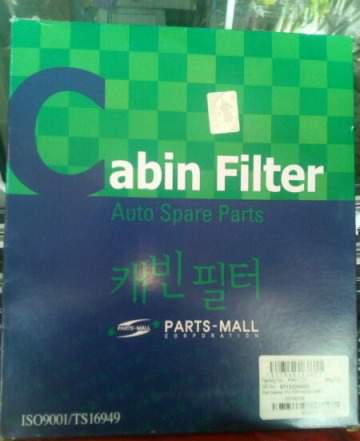 Cabin Filter
Auto Spare Parts
캐빈필터
PARTS-MALL PARTS-MALL
CORPORATION
ISO9001/TS16949